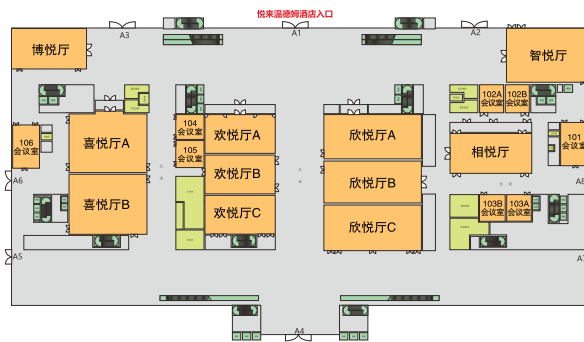 悦来温德姆酒店入口
A3
A1
A2
博悦厅
智悦厅
102A
会议室
102B
会议室
104
会议室
喜悦厅A
欢悦厅A
欣悦厅A
106
会议室
101
会议室
105
会议室
相悦厅
欢悦厅B
欣悦厅B
A6
A8
喜悦厅B
欢悦厅C
103B
会议室
103A
会议室
欣悦厅C
A5
A7
A4